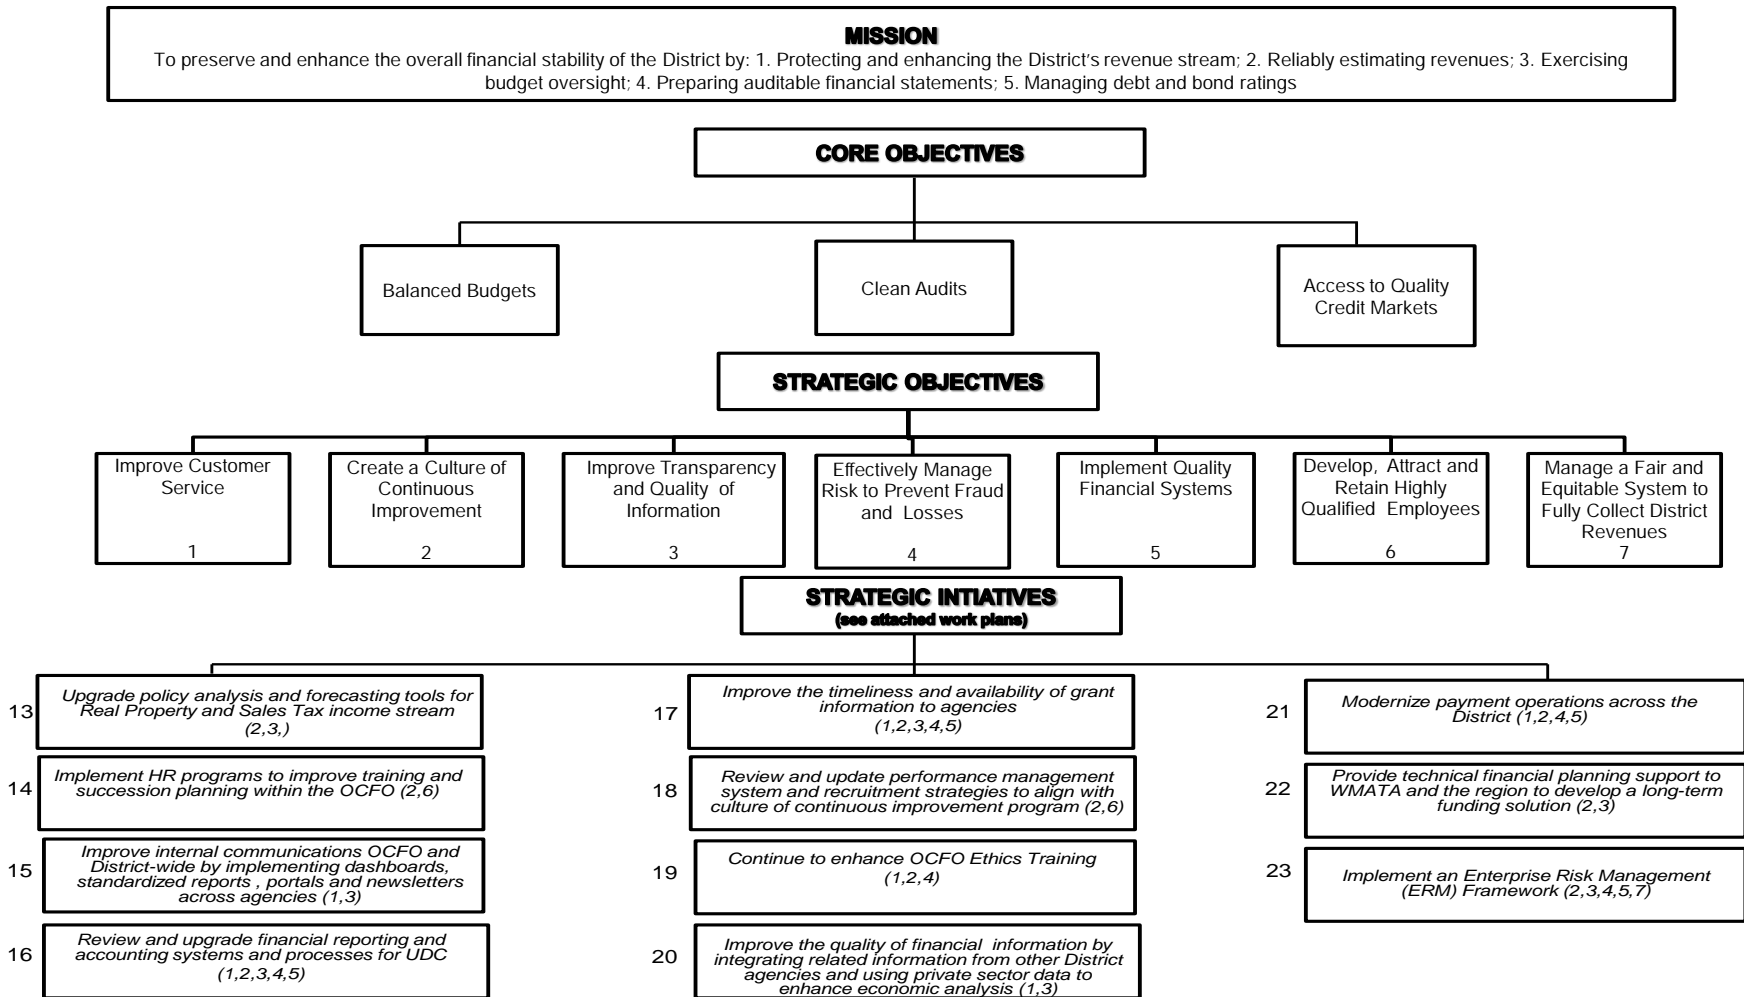 MISSION
To preserve and enhance the overall financial stability of the District by: 1. Protecting and enhancing the District's revenue stream; 2. Reliably estimating revenues; 3. Exercising
budget oversight; 4. Preparing auditable financial statements; 5. Managing debt and bond ratings
CORE OBJECTIVES
Balanced Budgets
Clean Audits
Access to Quality
Credit Markets
STRATEGIC OBJECTIVES
Improve Customer
Service
1
Create a Culture of
Continuous
Improvement
2
Improve Transparency
and Quality of
Information
3
Effectively Manage
Risk to Prevent Fraud
and Losses
4
Implement Quality
Financial Systems
5
Develop, Attract and
Retain Highly
Qualified Employees
6
Manage a Fair and
Equitable System to
Fully Collect District
Revenues
7
STRATEGIC INTIATIVES
(see attached work plans)
13
Upgrade policy analysis and forecasting tools for
Real Property and Sales Tax income stream
(2,3,)
14
Implement HR programs to improve training and
succession planning within the OCFO (2,6)
15
Improve internal communications OCFO and
District-wide by implementing dashboards,
standardized reports , portals and newsletters
across agencies (1,3)
16
Review and upgrade financial reporting and
accounting systems and processes for UDC
(1,2,3,4,5)
17
Improve the timeliness and availability of grant
information to agencies
(1,2,3,4,5)
18
Review and update performance management
system and recruitment strategies to align with
culture of continuous improvement program (2,6)
19
Continue to enhance OCFO Ethics Training
(1,2,4)
20
Improve the quality of financial information by
integrating related information from other District
agencies and using private sector data to
enhance economic analysis (1,3)
21
Modernize payment operations across the
District (1,2,4,5)
22
Provide technical financial planning support to
WMATA and the region to develop a long-term
funding solution (2,3)
23
Implement an Enterprise Risk Management
(ERM) Framework (2,3,4,5,7)